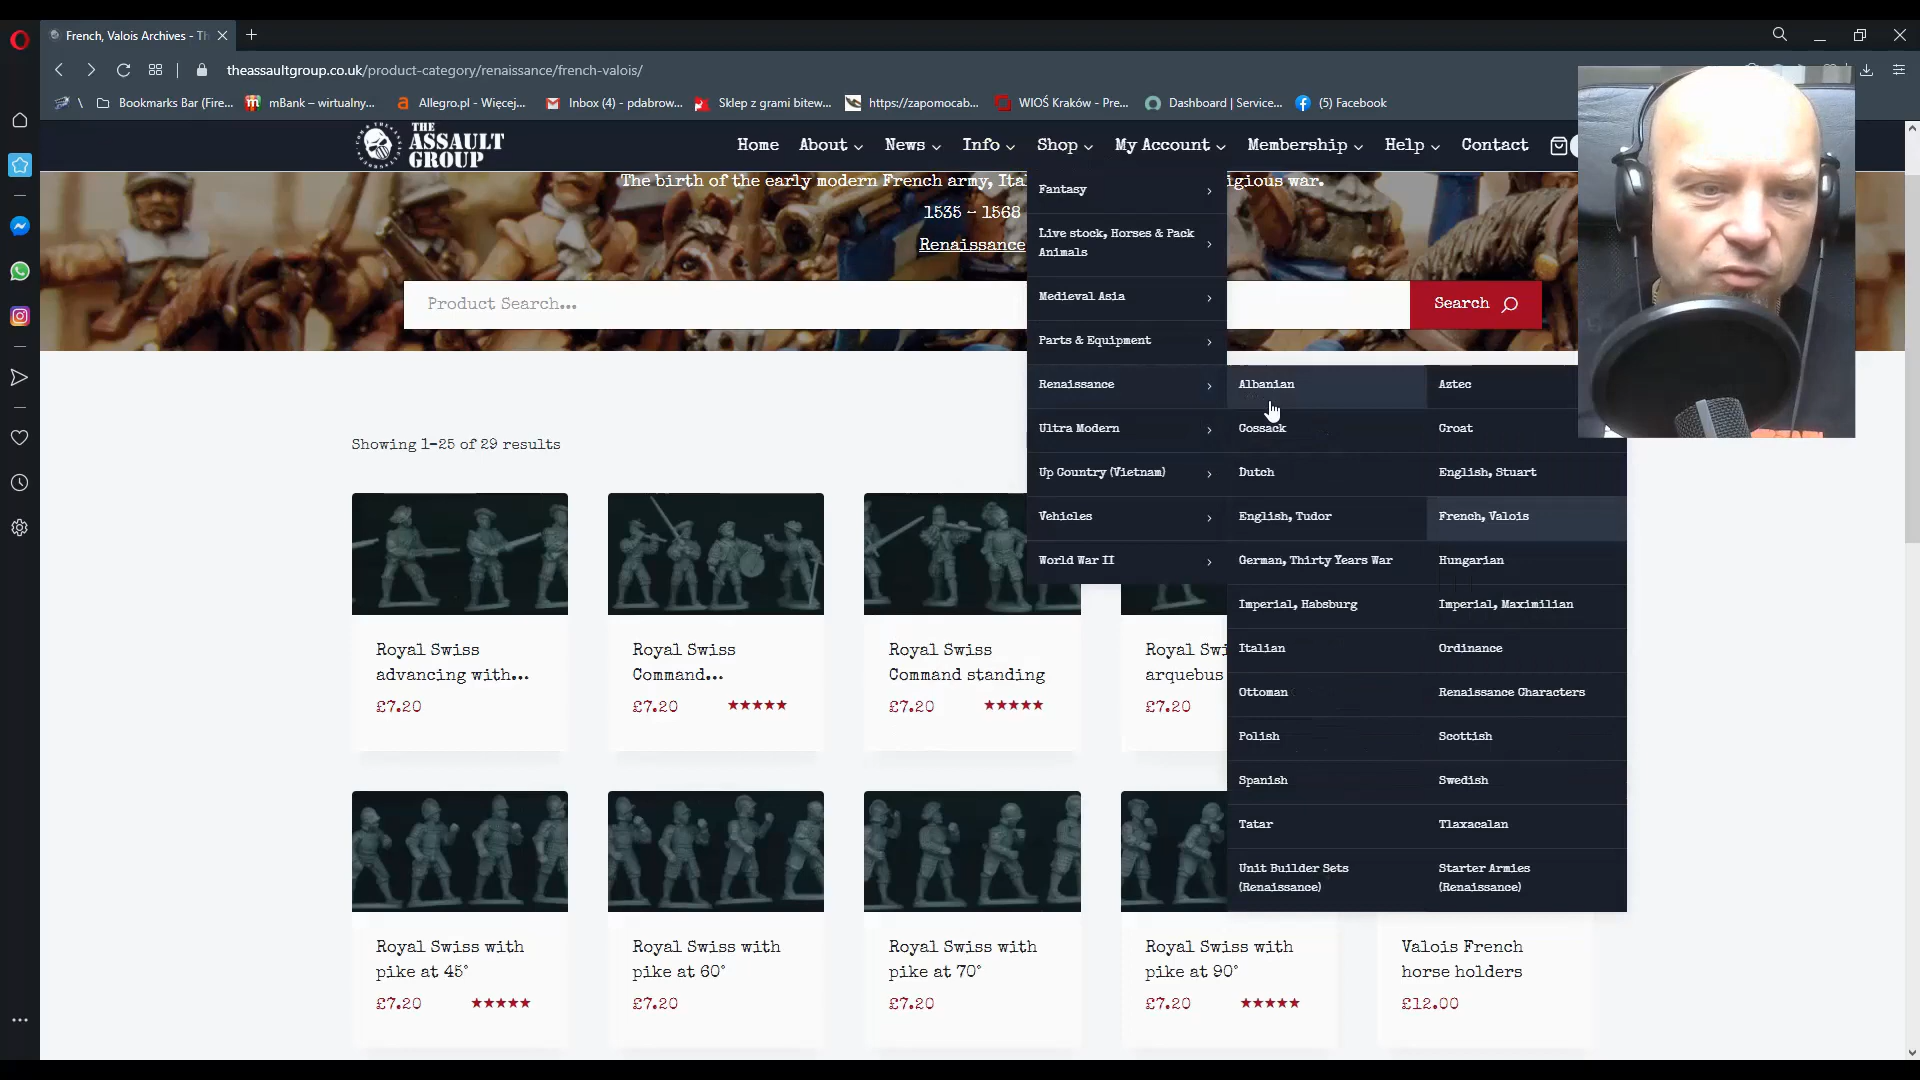 French, Valois Archives - Th
theassaultgroup.co.uk/product-category/renaissance/french-valois/
Bookmarks Bar (Fire...
mBank – wirtualny...
Allegro.pl - Więcej...
Inbox (4) - pdabrow...
Sklep z grami bitew...
https://zapomocab...
WIOŚ Kraków - Pre...
Dashboard | Service...
(5) Facebook
THE
ASSAULT
GROUP
Home
About
News
Info
Shop
My Account
Membership
Help
Contact
The birth of the early modern French army, Ita
igious war.
1535 – 1568
Renaissance
Product Search...
Search
Fantasy
Live stock, Horses & Pack
Animals
Medieval Asia
Parts & Equipment
Renaissance
Ultra Modern
Up Country (Vietnam)
Vehicles
World War II
Albanian
Aztec
Cossack
Croat
Dutch
English, Stuart
English, Tudor
French, Valois
German, Thirty Years War
Hungarian
Imperial, Habsburg
Imperial, Maximilian
Italian
Ordinance
Ottoman
Renaissance Characters
Polish
Scottish
Spanish
Swedish
Tatar
Tlaxacalan
Unit Builder Sets
(Renaissance)
Starter Armies
(Renaissance)
Showing 1–25 of 29 results
Royal Swiss
advancing with...
£7.20
Royal Swiss
Command...
£7.20
Royal Swiss
Command standing
£7.20
Royal Swi
arquebus
£7.20
Royal Swiss with
pike at 45°
£7.20
Royal Swiss with
pike at 60°
£7.20
Royal Swiss with
pike at 70°
£7.20
Royal Swiss with
pike at 90°
£7.20
Valois French
horse holders
£12.00